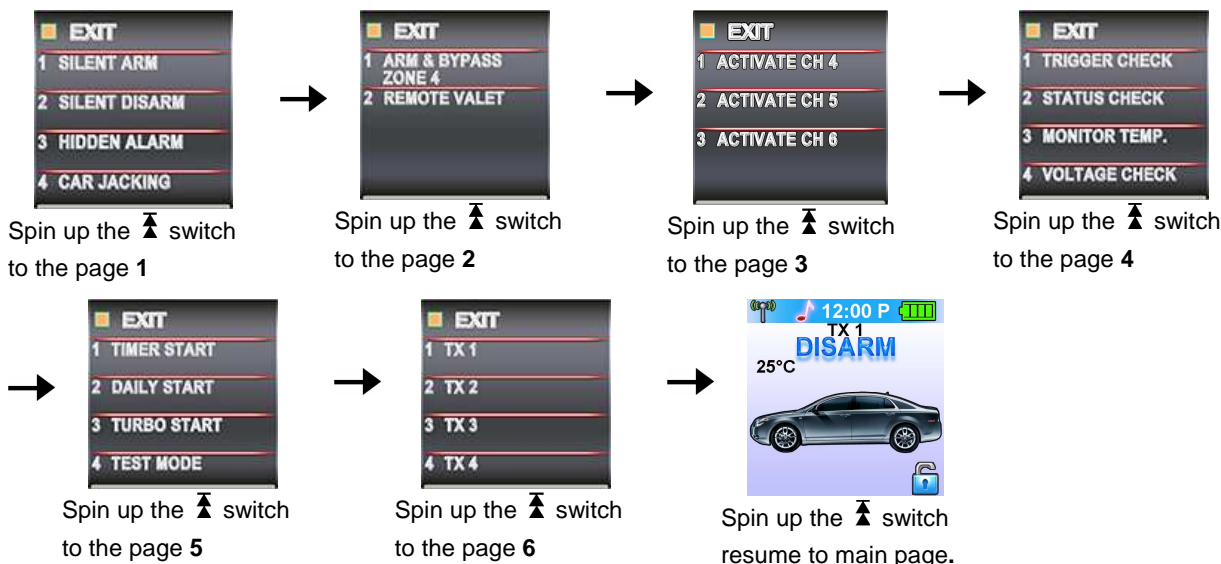 EXIT
1 SILENT ARM
2 SILENT DISARM
3 HIDDEN ALARM
4 CAR JACKING
Spin up the switch
to the page 1
EXIT
1 ARM & BYPASS
ZONE 4
2 REMOTE VALET
Spin up the switch
to the page 2
EXIT
1 ACTIVATE CH 4
2 ACTIVATE CH 5
3 ACTIVATE CH 6
Spin up the switch
to the page 3
EXIT
1 TRIGGER CHECK
2 STATUS CHECK
3 MONITOR TEMP.
4 VOLTAGE CHECK
Spin up the switch
to the page 4
EXIT
1 TIMER START
2 DAILY START
3 TURBO START
4 TEST MODE
Spin up the switch
to the page 5
EXIT
1 TX 1
2 TX 2
3 TX 3
4 TX 4
Spin up the switch
to the page 6
12:00 P
TX 1
DISARM
25°C
Spin up the switch
resume to main page.